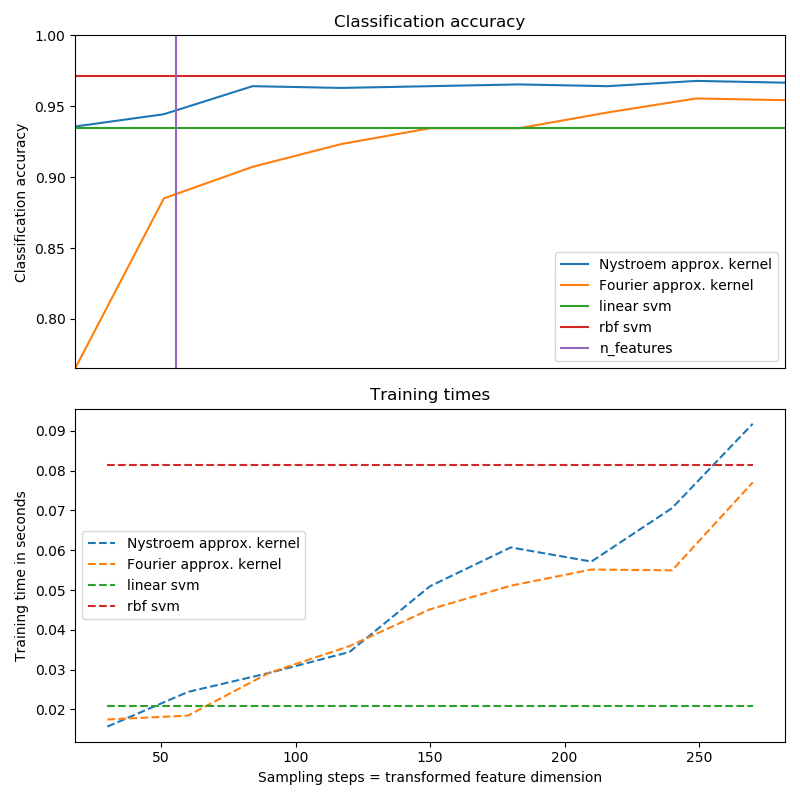 Classification accuracy
1.00
0.95
0.90
0.85
0.80
Classification accuracy
Nystroem approx. kernel
Fourier approx. kernel
linear svm
rbf svm
n_features
Training times
0.09
0.08
0.07
0.06
0.05
0.04
0.03
0.02
Training time in seconds
Nystroem approx. kernel
Fourier approx. kernel
linear svm
rbf svm
50 100 150 200 250
Sampling steps = transformed feature dimension